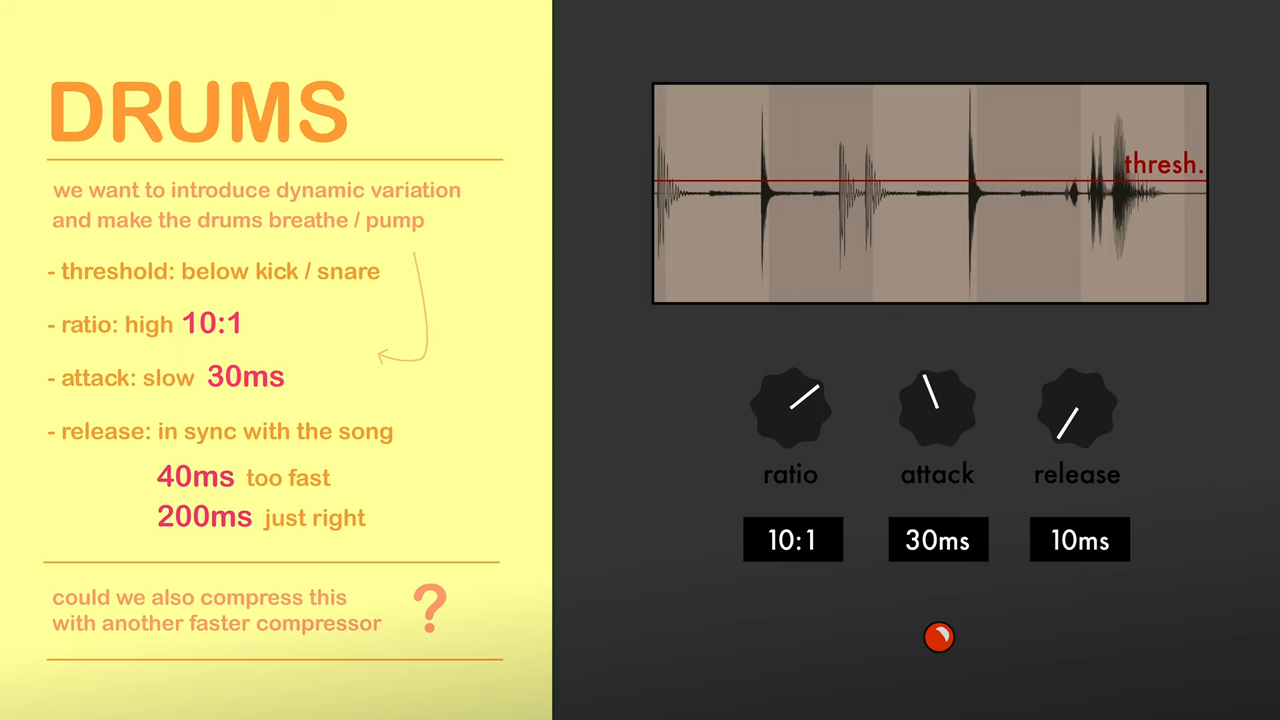 DRUMS
we want to introduce dynamic variation
and make the drums breathe / pump
- threshold: below kick / snare
- ratio: high 10:1
- attack: slow 30ms
- release: in sync with the song
40ms too fast
200ms just right
could we also compress this
with another faster compressor ?
thresh.
ratio attack release
10:1 30ms 10ms